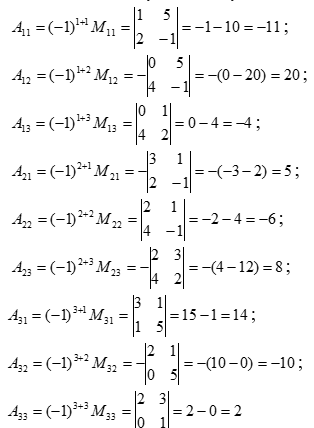 A₁₁ = (−1)¹⁺¹ M₁₁ = |1 5; 2 −1| = −1−10 = −11;
A₁₂ = (−1)¹⁺² M₁₂ = −|0 5; 4 −1| = −(0−20) = 20;
A₁₃ = (−1)¹⁺³ M₁₃ = |0 1; 4 2| = 0−4 = −4;
A₂₁ = (−1)²⁺¹ M₂₁ = −|3 1; 2 −1| = −(−3−2) = 5;
A₂₂ = (−1)²⁺² M₂₂ = |2 1; 4 −1| = −2−4 = −6;
A₂₃ = (−1)²⁺³ M₂₃ = −|2 3; 4 2| = −(4−12) = 8;
A₃₁ = (−1)³⁺¹ M₃₁ = |3 1; 1 5| = 15−1 = 14;
A₃₂ = (−1)³⁺² M₃₂ = −|2 1; 0 5| = −(10−0) = −10;
A₃₃ = (−1)³⁺³ M₃₃ = |2 3; 0 1| = 2−0 = 2